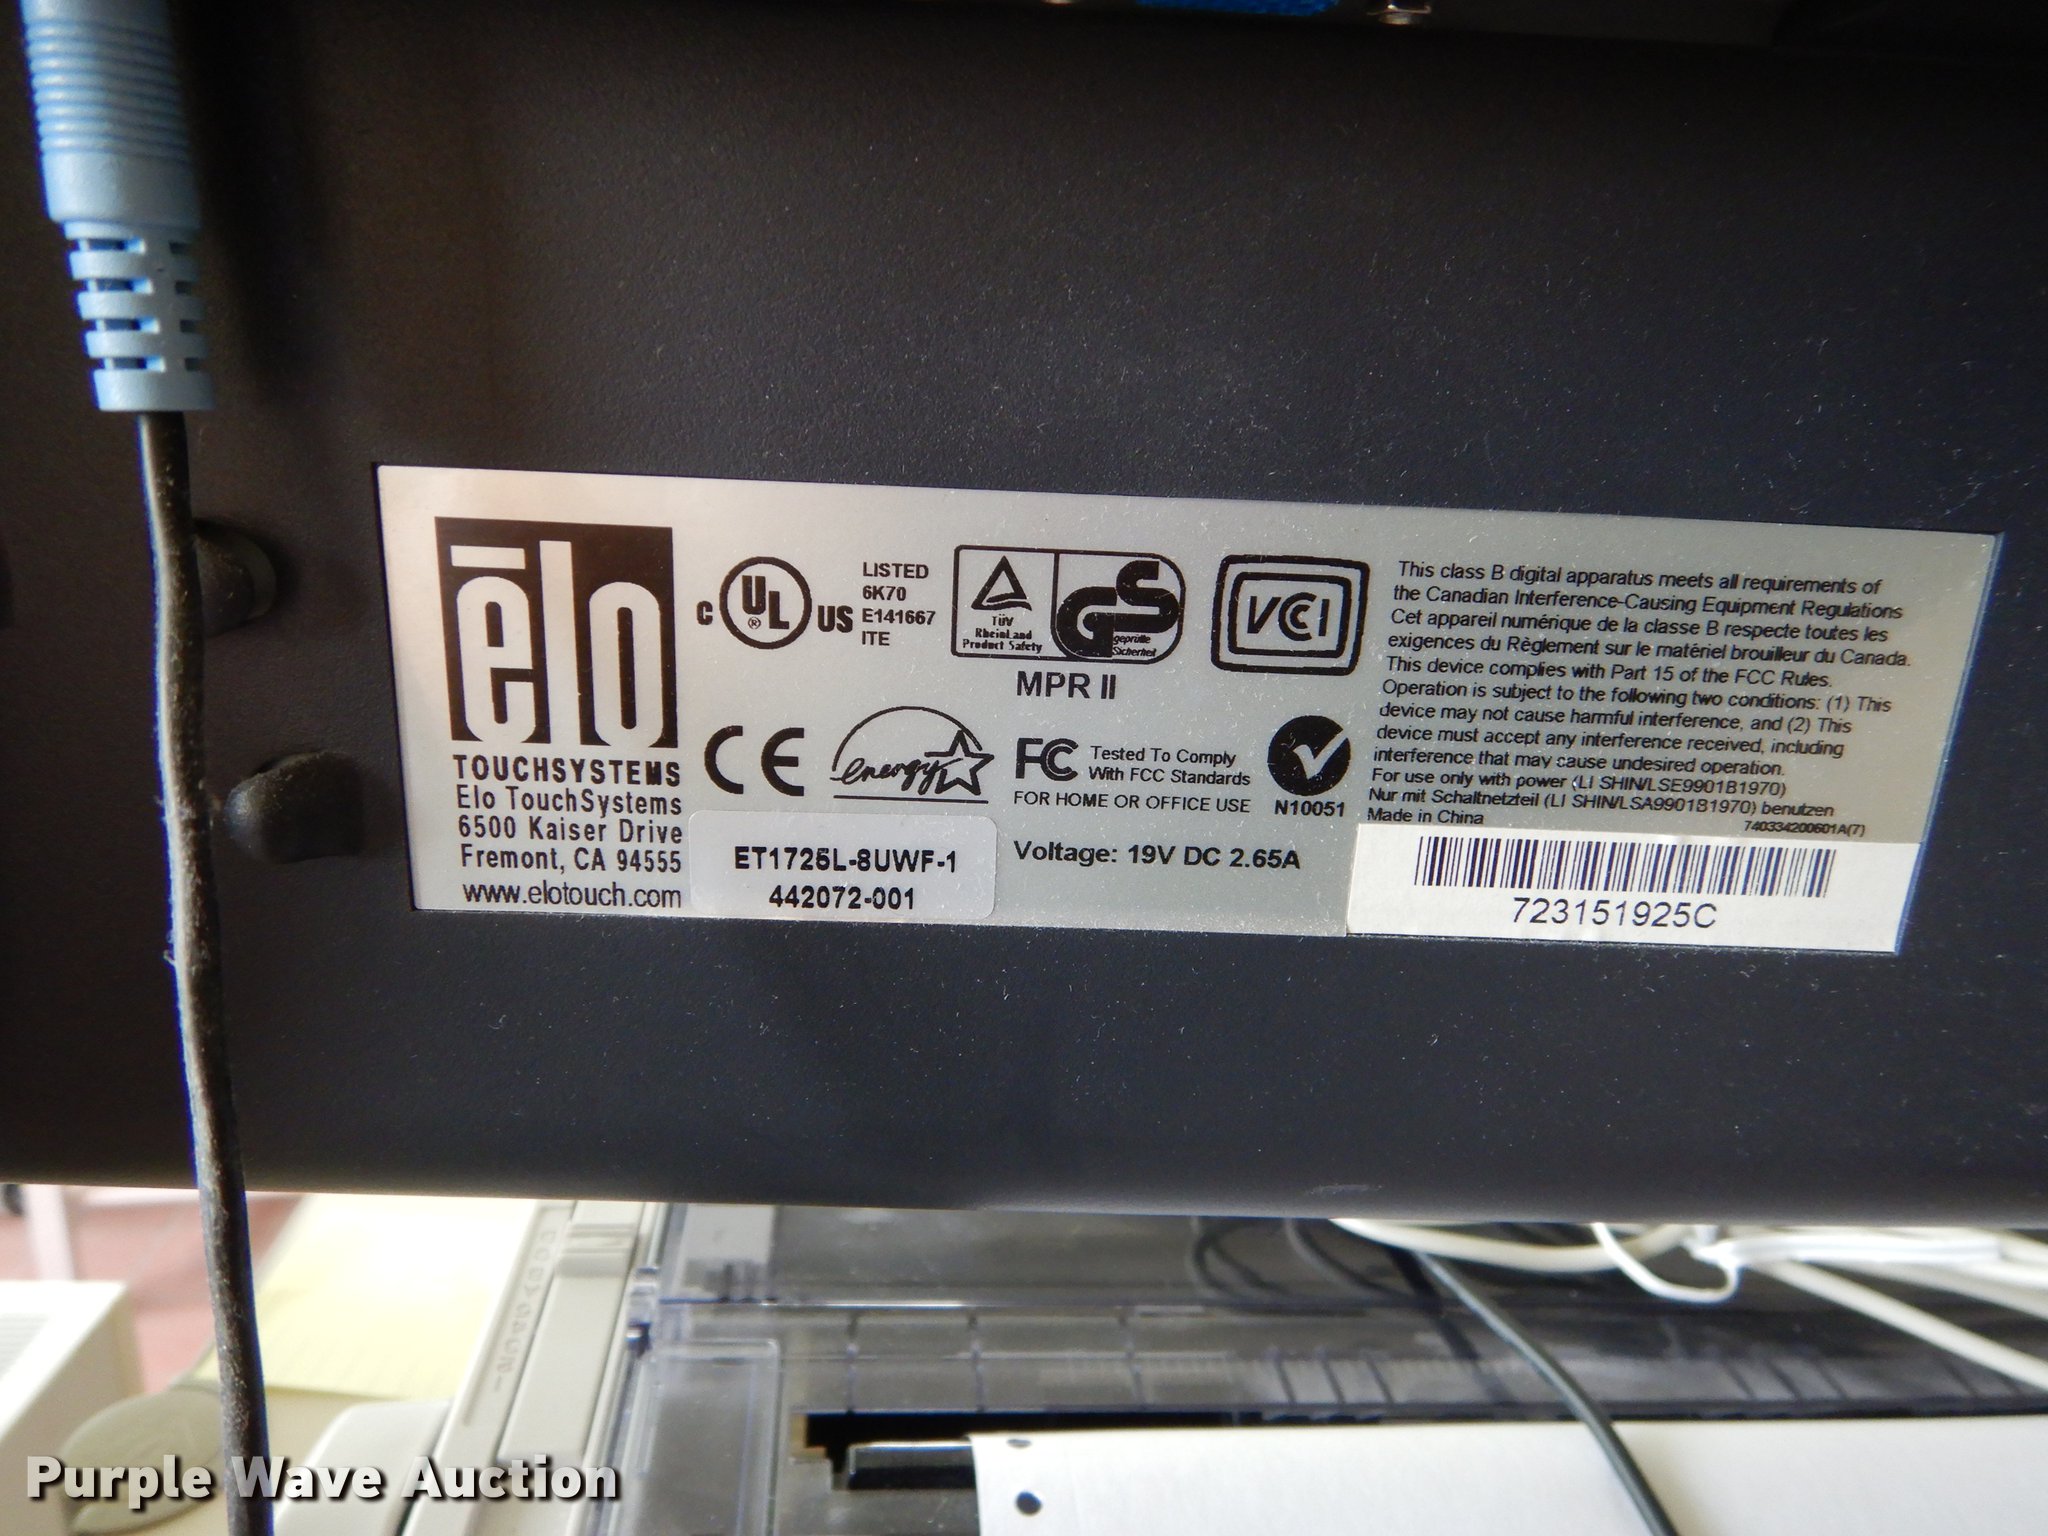 ēlo
TOUCHSYSTEMS
Elo TouchSystems
6500 Kaiser Drive
Fremont, CA 94555
www.elotouch.com
C UL ® US
LISTED
6K70
E141667
ITE
TÜV
Rheinland
Product Safety
GS
geprüfte
Sicherheit
MPR II
VCCI
CE
energy
FC
Tested To Comply
With FCC Standards
FOR HOME OR OFFICE USE
N10051
ET1725L-8UWF-1
442072-001
Voltage: 19V DC 2.65A
This class B digital apparatus meets all requirements of
the Canadian Interference-Causing Equipment Regulations
Cet appareil numérique de la classe B respecte toutes les
exigences du Règlement sur le matériel brouilleur du Canada.
This device complies with Part 15 of the FCC Rules.
Operation is subject to the following two conditions: (1) This
device may not cause harmful interference, and (2) This
device must accept any interference received, including
interference that may cause undesired operation.
For use only with power (LI SHIN/LSE9901B1970)
Nur mit Schaltnetzteil (LI SHIN/LSA9901B1970) benutzen
Made in China
740334200601A(7)
723151925C
Purple Wave Auction